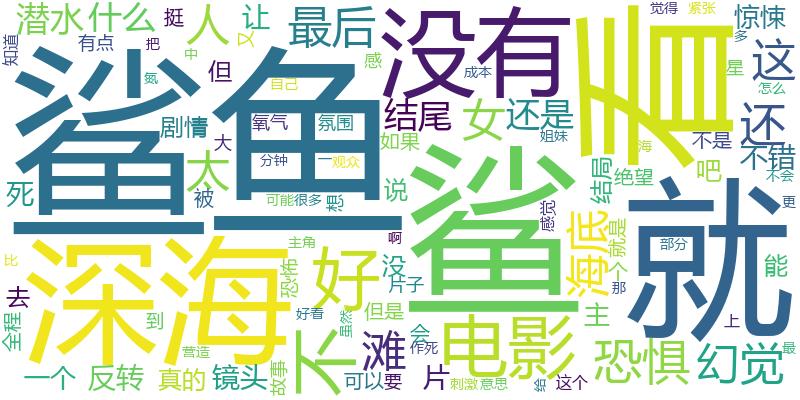 潜水
什么
知道
有点
把
挺
又
中
人
但
让
感
最后
没有
看
觉得
紧张
多
惊悚
星
这
怎么
还
鲨鱼
剧情
氧气
氛围
自己
大
太
分钟
一
观众
氮
结尾
如果
成本
女
还是
姐妹
不是
海
不错
不会
吧
绝望
结局
死
被
可能
很多
想
说
鲨
感觉
就
更
深海
主角
啊
恐怖
好
没
片子
海底
个
就是
那
部分
能
比
去
全程
到
好看
虽然
但是
会
主
上
滩
电影
一个
反转
营造
真的
镜头
故事
不
可以
要
作死
片
刺激
意思
给
这个
恐惧
幻觉
最